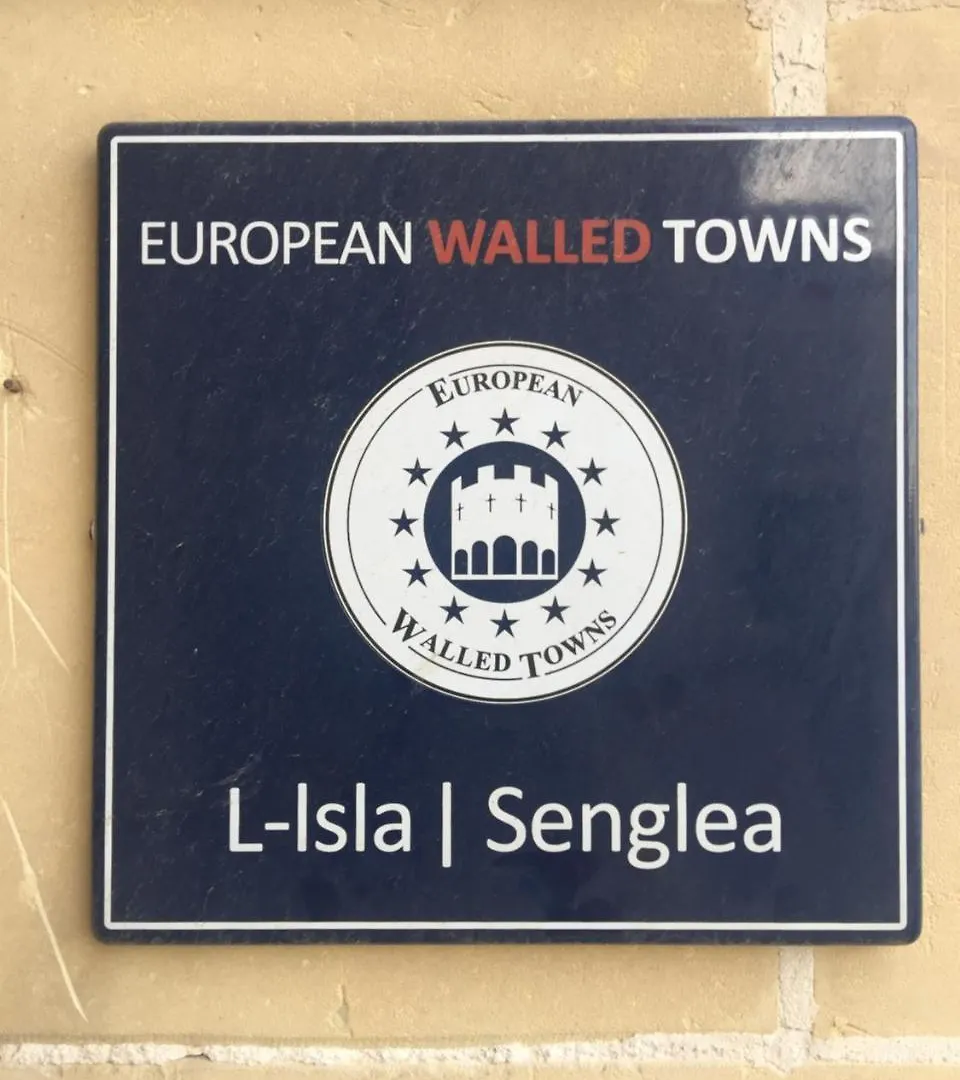 EUROPEAN WALLED TOWNS
EUROPEAN
WALLED TOWNS
L-Isla | Senglea